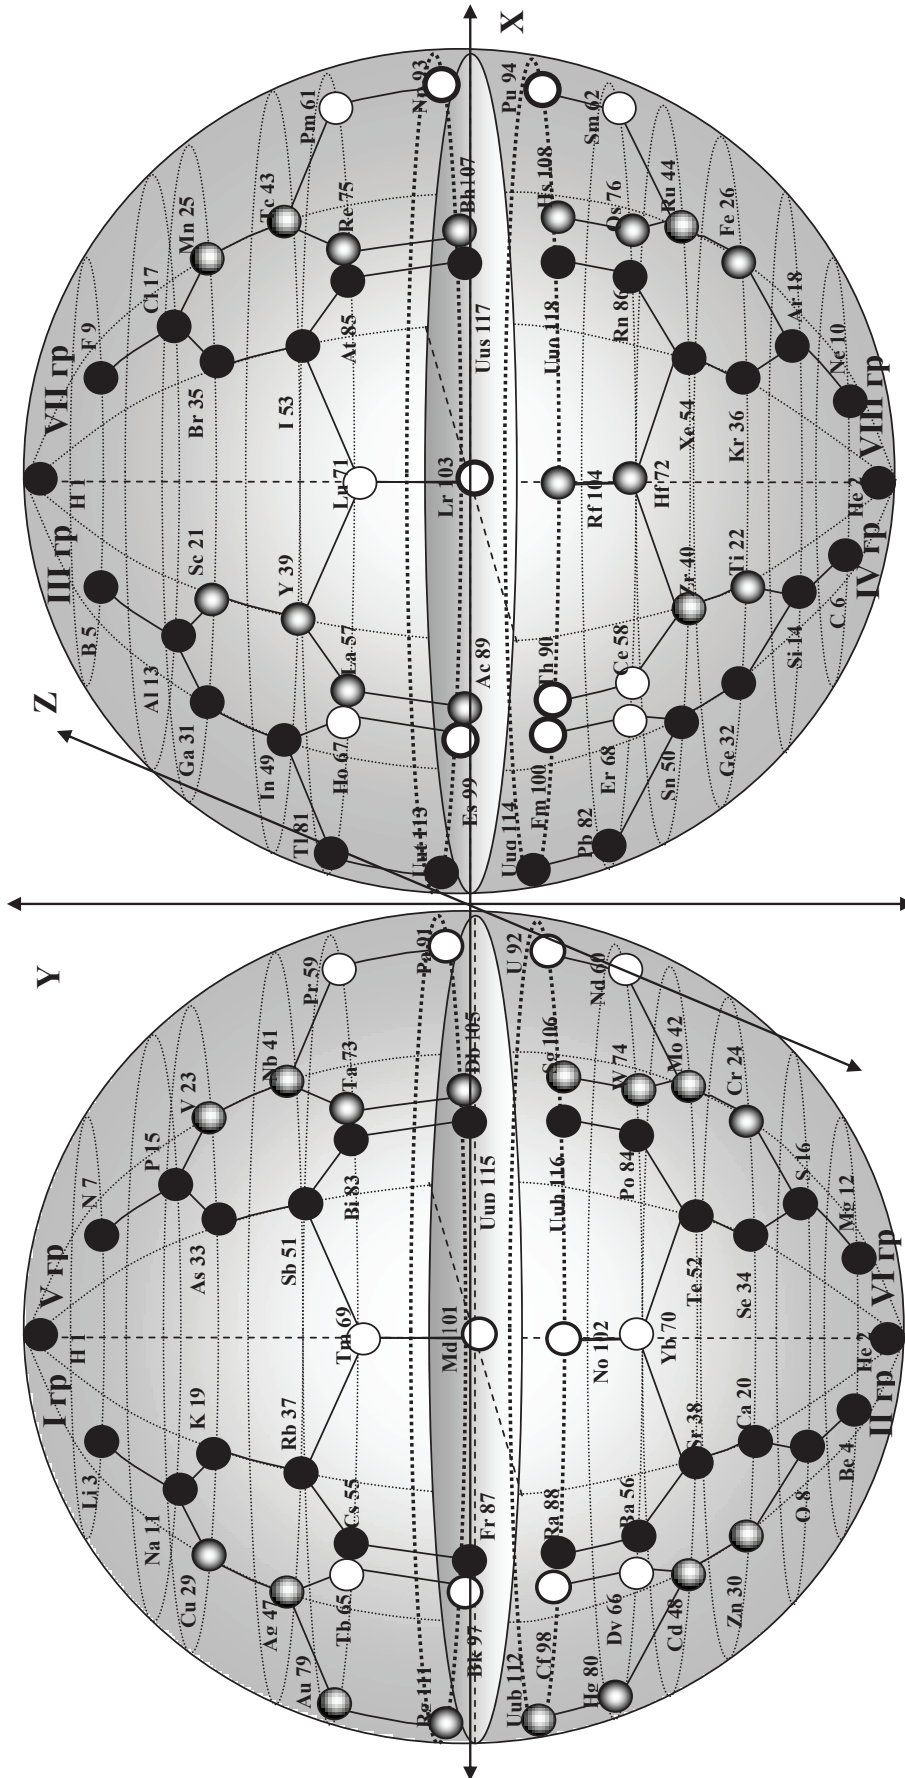 I гр
V гр
Y
Z
III гр
VII гр
X
H 1
H 1
Li 3
N 7
B 5
F 9
Na 11
P 15
Al 13
Cl 17
Cu 29
K 19
As 33
V 23
Ga 31
Sc 21
Br 35
Mn 25
Ag 47
Rb 37
Sb 51
Nb 41
In 49
Y 39
I 53
Tc 43
Au 79
Tb 65
Cs 55
Tm 69
Bi 83
Ta 73
Pr 59
Tl 81
Ho 67
La 57
Lu 71
At 85
Re 75
Pm 61
Rg 111
Bk 97
Fr 87
Md 101
Uup 115
Db 105
Pa 91
Uut 113
Es 99
Ac 89
Lr 103
Uus 117
Bh 107
Np 93
Uub 112
Cf 98
Ra 88
No 102
Uuh 116
Sg 106
U 92
Uuq 114
Fm 100
Th 90
Rf 104
Uuo 118
Hs 108
Pu 94
Hg 80
Dy 66
Ba 56
Yb 70
Po 84
W 74
Nd 60
Pb 82
Er 68
Ce 58
Hf 72
Rn 86
Os 76
Sm 62
Cd 48
Sr 38
Te 52
Mo 42
Sn 50
Zr 40
Xe 54
Ru 44
Zn 30
Ca 20
Se 34
Cr 24
Ge 32
Ti 22
Kr 36
Fe 26
O 8
S 16
Si 14
Ar 18
Be 4
Mg 12
C 6
Ne 10
He 2
He 2
II гр
VI гр
IV гр
VIII гр